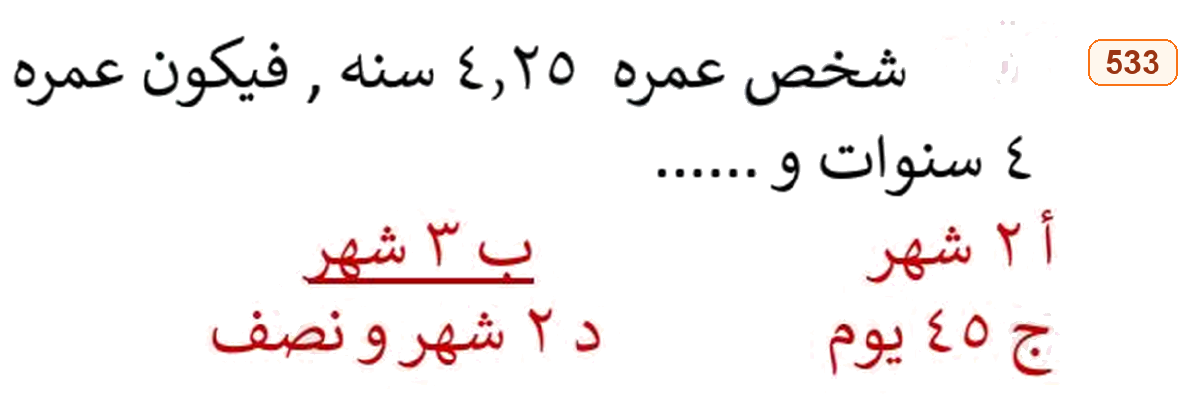 533
شخص عمره ٤,٢٥ سنه , فيكون عمره
٤ سنوات و ......
أ ٢ شهر
ب ٣ شهر
ج ٤٥ يوم
د ٢ شهر و نصف